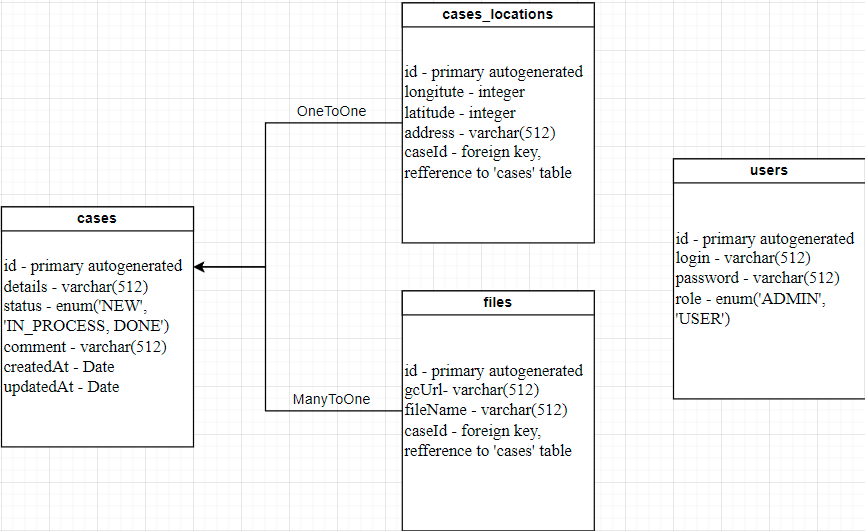 cases_locations
id - primary autogenerated
longitute - integer
latitude - integer
address - varchar(512)
caseId - foreign key,
refference to 'cases' table
OneToOne
users
id - primary autogenerated
login - varchar(512)
password - varchar(512)
role - enum('ADMIN',
'USER')
cases
id - primary autogenerated
details - varchar(512)
status - enum('NEW',
'IN_PROCESS, DONE')
comment - varchar(512)
createdAt - Date
updatedAt - Date
files
id - primary autogenerated
gcUrl- varchar(512)
fileName - varchar(512)
caseId - foreign key,
refference to 'cases' table
ManyToOne